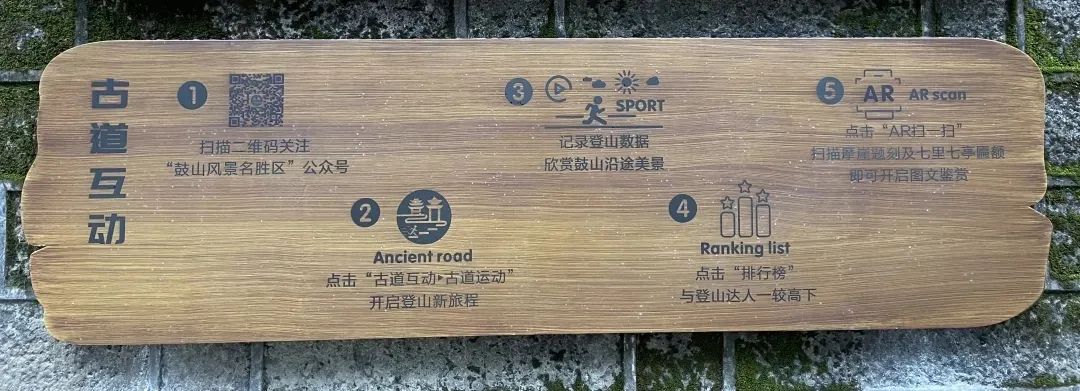 古道互动
1
扫描二维码关注
“鼓山风景名胜区”公众号
2
Ancient road
点击“古道互动▸古道运动”
开启登山新旅程
3
SPORT
记录登山数据
欣赏鼓山沿途美景
4
Ranking list
点击“排行榜”
与登山达人一较高下
5
AR
AR scan
点击“AR扫一扫”
扫描摩崖题刻及七里七亭匾额
即可开启图文鉴赏